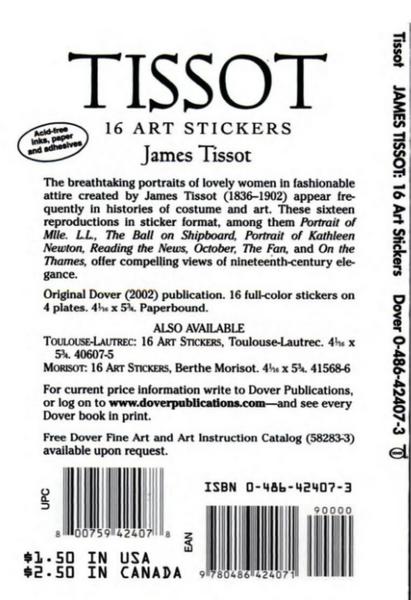 TISSOT
16 ART STICKERS
James Tissot
Acid-free
inks, paper
and adhesives
The breathtaking portraits of lovely women in fashionable
attire created by James Tissot (1836–1902) appear fre-
quently in histories of costume and art. These sixteen
reproductions in sticker format, among them Portrait of
Mlle. L.L., The Ball on Shipboard, Portrait of Kathleen
Newton, Reading the News, October, The Fan, and On the
Thames, offer compelling views of nineteenth-century ele-
gance.
Original Dover (2002) publication. 16 full-color stickers on
4 plates. 4 1/16 x 5 3/4. Paperbound.
ALSO AVAILABLE
TOULOUSE-LAUTREC: 16 ART STICKERS, Toulouse-Lautrec. 4 1/16 x
5 3/4. 40607-5
MORISOT: 16 ART STICKERS, Berthe Morisot. 4 1/16 x 5 3/4. 41568-6
For current price information write to Dover Publications,
or log on to www.doverpublications.com—and see every
Dover book in print.
Free Dover Fine Art and Art Instruction Catalog (58283-3)
available upon request.
UPC
8 00759 42407 8
$1.50 IN USA
$2.50 IN CANADA
ISBN 0-486-42407-3
90000
EAN
9 780486 424071
Tissot JAMES TISSOT: 16 Art Stickers Dover 0-486-42407-3